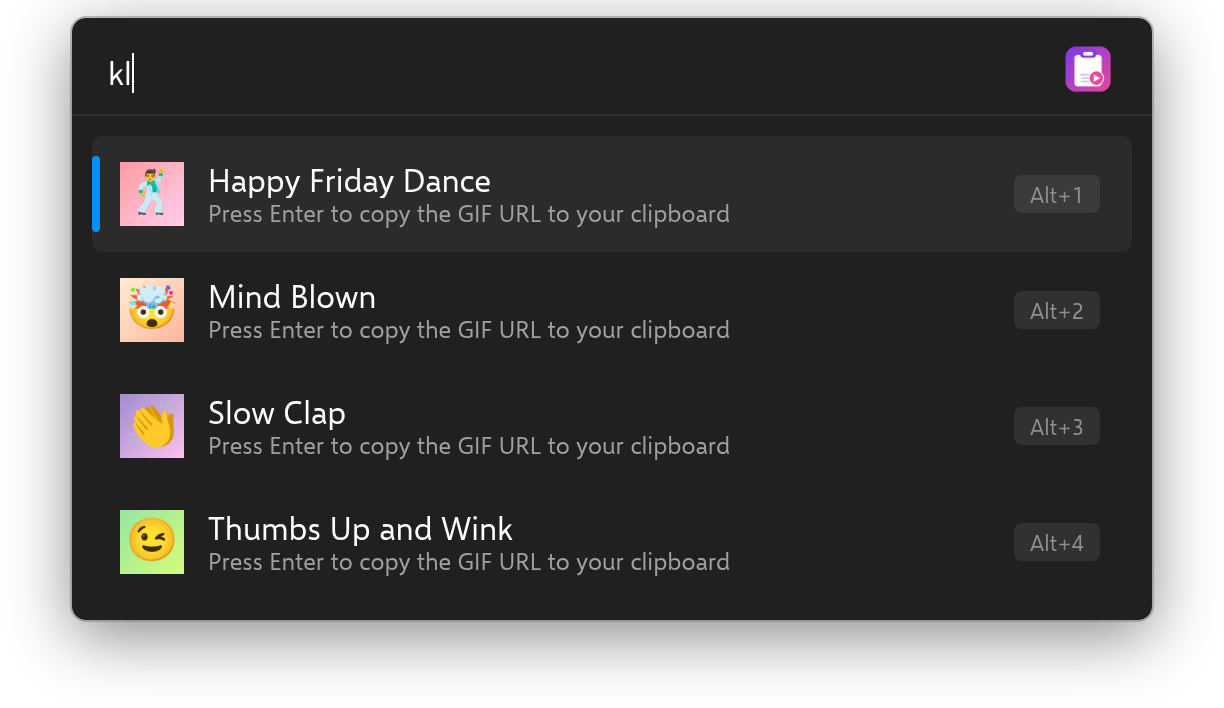 kl
Happy Friday Dance
Press Enter to copy the GIF URL to your clipboard
Alt+1
Mind Blown
Press Enter to copy the GIF URL to your clipboard
Alt+2
Slow Clap
Press Enter to copy the GIF URL to your clipboard
Alt+3
Thumbs Up and Wink
Press Enter to copy the GIF URL to your clipboard
Alt+4